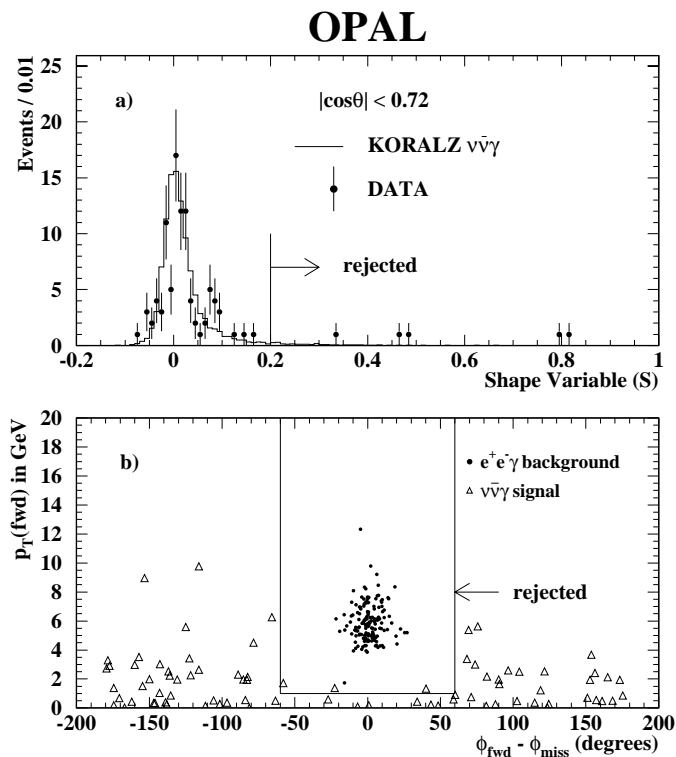 OPAL
Events / 0.01
25
20
15
10
5
0
a)
|cosθ| < 0.72
KORALZ νν̄γ
DATA
rejected
-0.2 0 0.2 0.4 0.6 0.8 1
Shape Variable (S)
p_T(fwd) in GeV
20
18
16
14
12
10
8
6
4
2
0
b)
e⁺e⁻γ background
νν̄γ signal
rejected
-200 -150 -100 -50 0 50 100 150 200
ϕ_fwd - ϕ_miss (degrees)